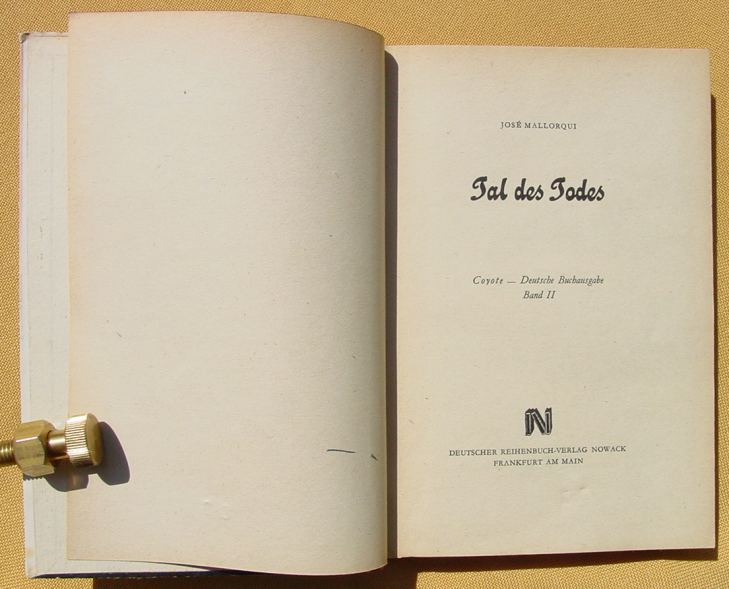 JOSÉ MALLORQUI
Tal des Todes
Coyote — Deutsche Buchausgabe
Band II
N
DEUTSCHER REIHENBUCH-VERLAG NOWACK
FRANKFURT AM MAIN